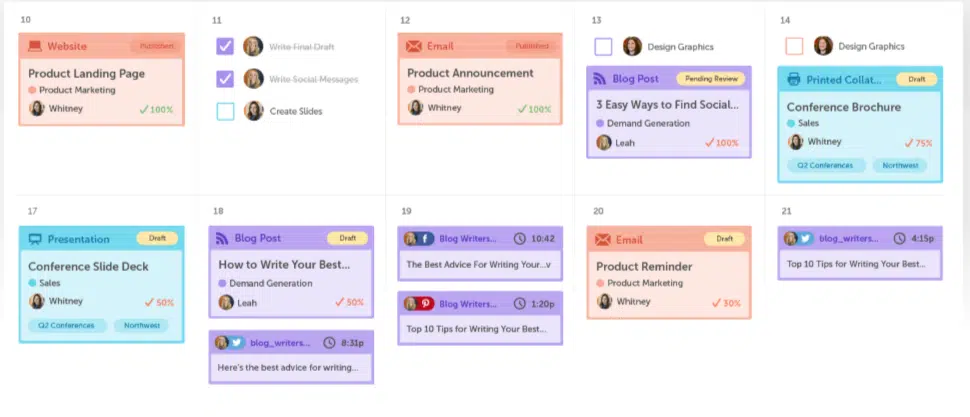 10
Website Published
Product Landing Page
Product Marketing
Whitney 100%
11
Write Final Draft
Write Social Messages
Create Slides
12
Email Published
Product Announcement
Product Marketing
Whitney 100%
13
Design Graphics
Blog Post Pending Review
3 Easy Ways to Find Social...
Demand Generation
Leah 100%
14
Design Graphics
Printed Collat... Draft
Conference Brochure
Sales
Whitney 75%
Q2 Conferences Northwest
17
Presentation Draft
Conference Slide Deck
Sales
Whitney 50%
Q2 Conferences Northwest
18
Blog Post Draft
How to Write Your Best...
Demand Generation
Leah 50%
blog_writers... 8:31p
Here's the best advice for writing...
19
Blog Writers... 10:42
The Best Advice For Writing Your...v
Blog Writers... 1:20p
Top 10 Tips for Writing Your Best...
20
Email Draft
Product Reminder
Product Marketing
Whitney 30%
21
blog_writers... 4:15p
Top 10 Tips for Writing Your Best...